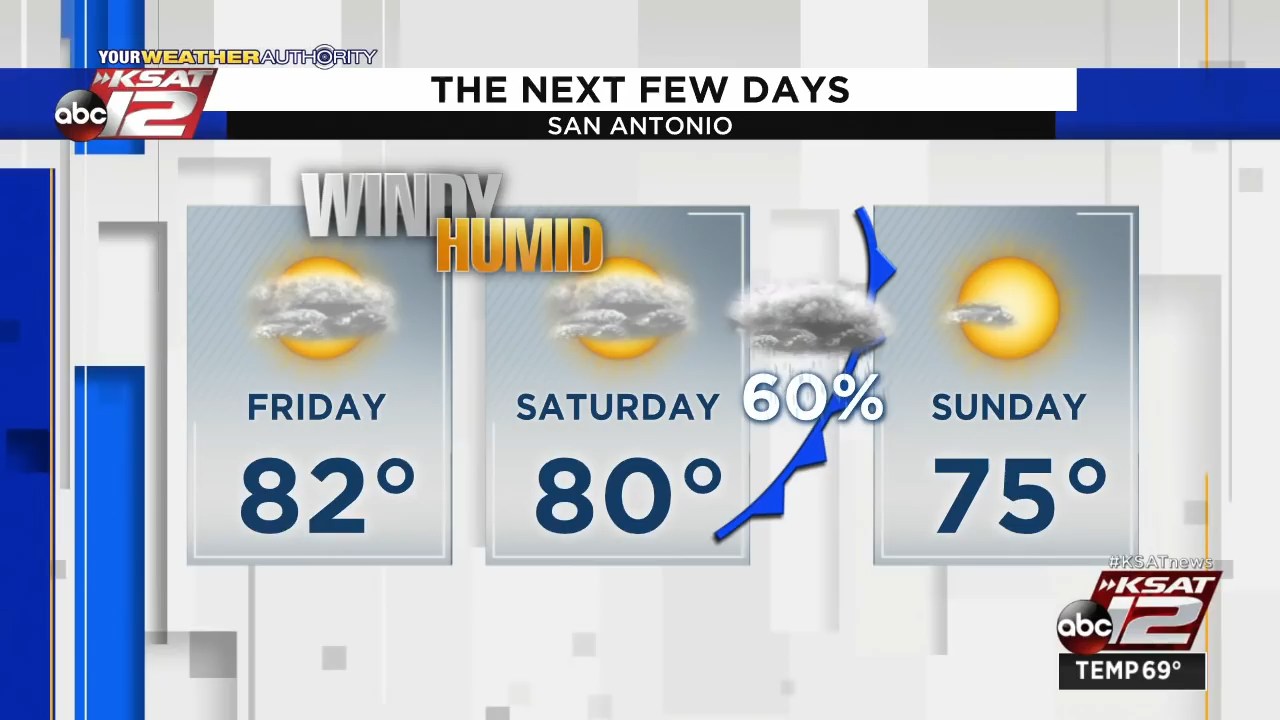 YOURWEATHERAUTHORITY
KSAT
abc 12
THE NEXT FEW DAYS
SAN ANTONIO
WINDY
HUMID
FRIDAY
82°
SATURDAY
80°
60%
SUNDAY
75°
#KSATnews
KSAT
abc 12
TEMP 69°